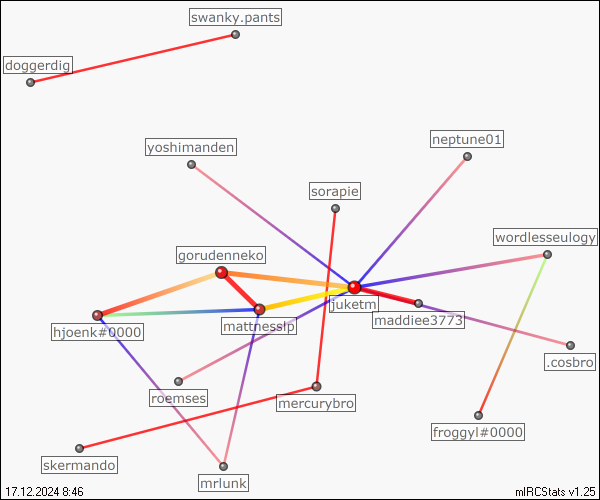 swanky.pants
doggerdig
neptune01
yoshimanden
sorapie
wordlesseulogy
gorudenneko
juketm
maddiee3773
mattnesslp
hjoenk#0000
.cosbro
roemses
mercurybro
froggyl#0000
skermando
mrlunk
17.12.2024 8:46
mIRCStats v1.25